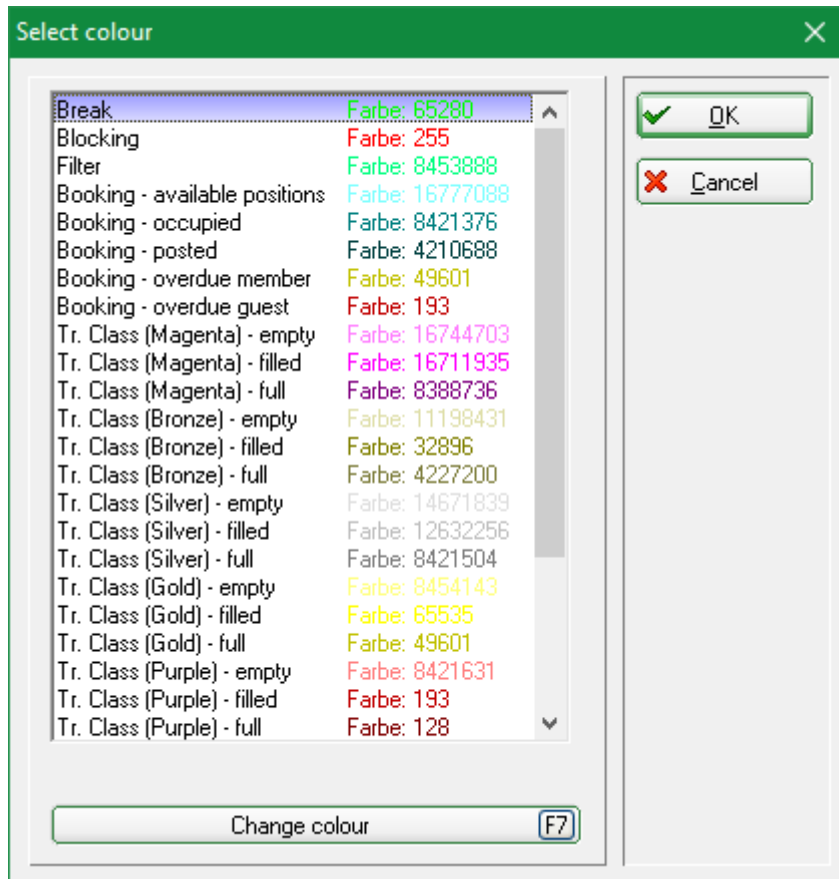 Select colour
Break Farbe: 65280
Blocking Farbe: 255
Filter Farbe: 8453888
Booking - available positions Farbe: 16777088
Booking - occupied Farbe: 8421376
Booking - posted Farbe: 4210688
Booking - overdue member Farbe: 49601
Booking - overdue guest Farbe: 193
Tr. Class (Magenta) - empty Farbe: 16744703
Tr. Class (Magenta) - filled Farbe: 16711935
Tr. Class (Magenta) - full Farbe: 8388736
Tr. Class (Bronze) - empty Farbe: 11198431
Tr. Class (Bronze) - filled Farbe: 32896
Tr. Class (Bronze) - full Farbe: 4227200
Tr. Class (Silver) - empty Farbe: 14671839
Tr. Class (Silver) - filled Farbe: 12632256
Tr. Class (Silver) - full Farbe: 8421504
Tr. Class (Gold) - empty Farbe: 8454143
Tr. Class (Gold) - filled Farbe: 65535
Tr. Class (Gold) - full Farbe: 49601
Tr. Class (Purple) - empty Farbe: 8421631
Tr. Class (Purple) - filled Farbe: 193
Tr. Class (Purple) - full Farbe: 128
OK
Cancel
Change colour F7